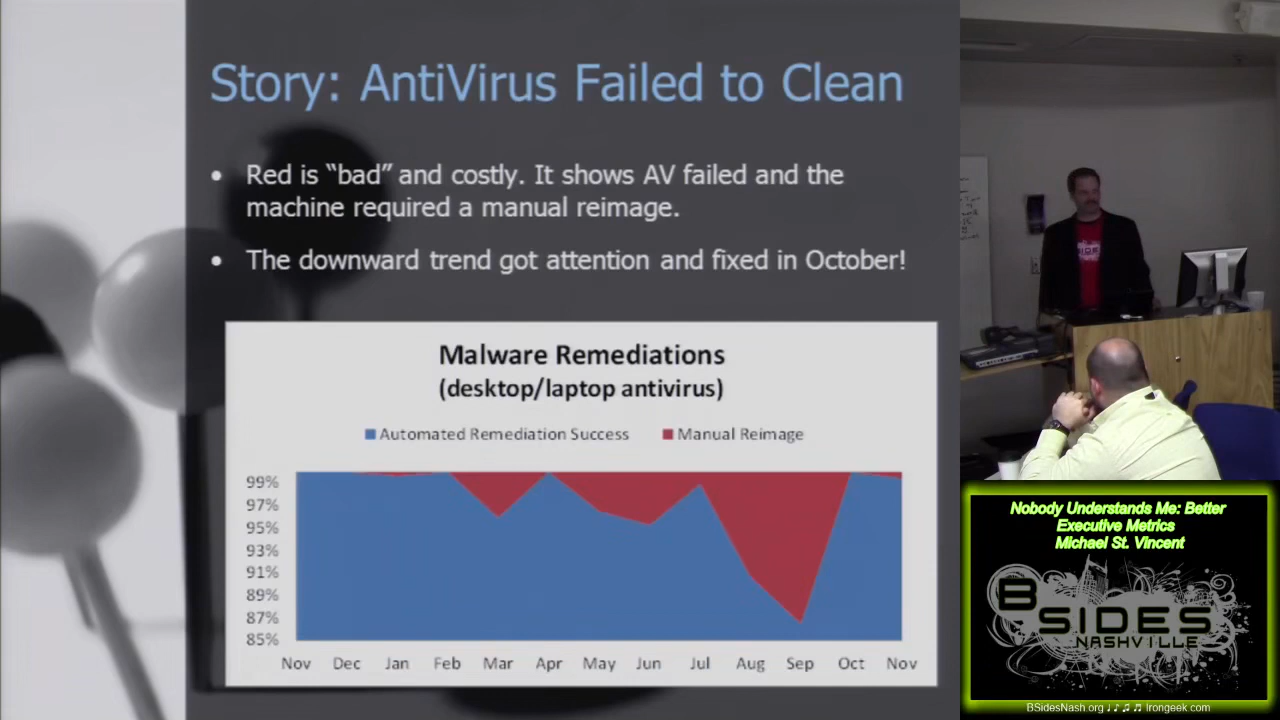 Story: AntiVirus Failed to Clean
• Red is “bad” and costly. It shows AV failed and the
machine required a manual reimage.
• The downward trend got attention and fixed in October!
Malware Remediations
(desktop/laptop antivirus)
Automated Remediation Success Manual Reimage
99%
97%
95%
93%
91%
89%
87%
85%
Nov Dec Jan Feb Mar Apr May Jun Jul Aug Sep Oct Nov
SIDES
Nobody Understands Me: Better
Executive Metrics
Michael St. Vincent
BSIDES
NASHVILLE
BSidesNash.org ♩♪♫♬ Irongeek.com